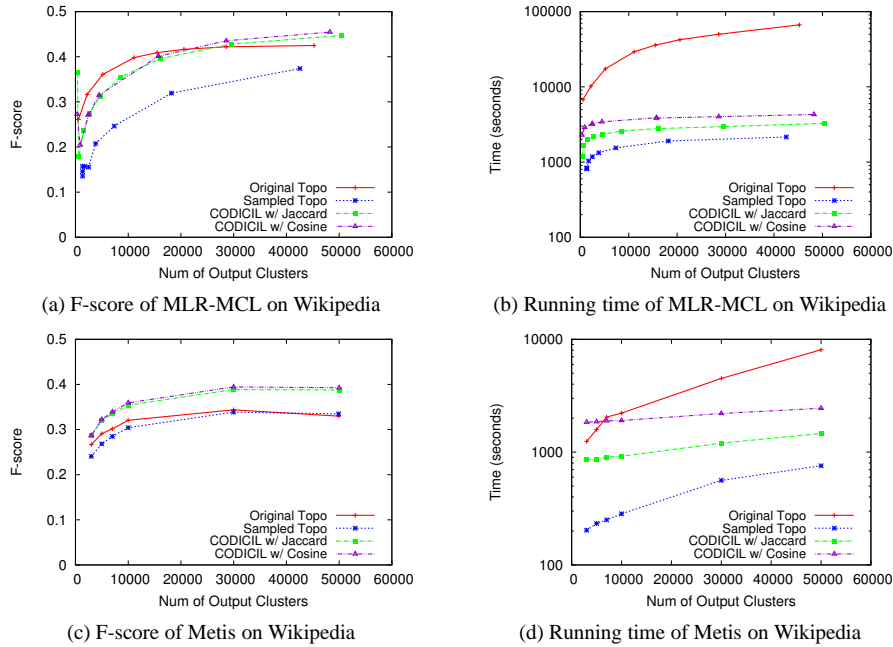 0.5
0.4
0.3
0.2
0.1
0
F-score
0 10000 20000 30000 40000 50000 60000
Num of Output Clusters
Original Topo
Sampled Topo
CODICIL w/ Jaccard
CODICIL w/ Cosine
(a) F-score of MLR-MCL on Wikipedia
100000
10000
1000
100
Time (seconds)
0 10000 20000 30000 40000 50000 60000
Num of Output Clusters
Original Topo
Sampled Topo
CODICIL w/ Jaccard
CODICIL w/ Cosine
(b) Running time of MLR-MCL on Wikipedia
0.5
0.4
0.3
0.2
0.1
0
F-score
0 10000 20000 30000 40000 50000 60000
Num of Output Clusters
Original Topo
Sampled Topo
CODICIL w/ Jaccard
CODICIL w/ Cosine
(c) F-score of Metis on Wikipedia
10000
1000
100
Time (seconds)
0 10000 20000 30000 40000 50000 60000
Num of Output Clusters
Original Topo
Sampled Topo
CODICIL w/ Jaccard
CODICIL w/ Cosine
(d) Running time of Metis on Wikipedia